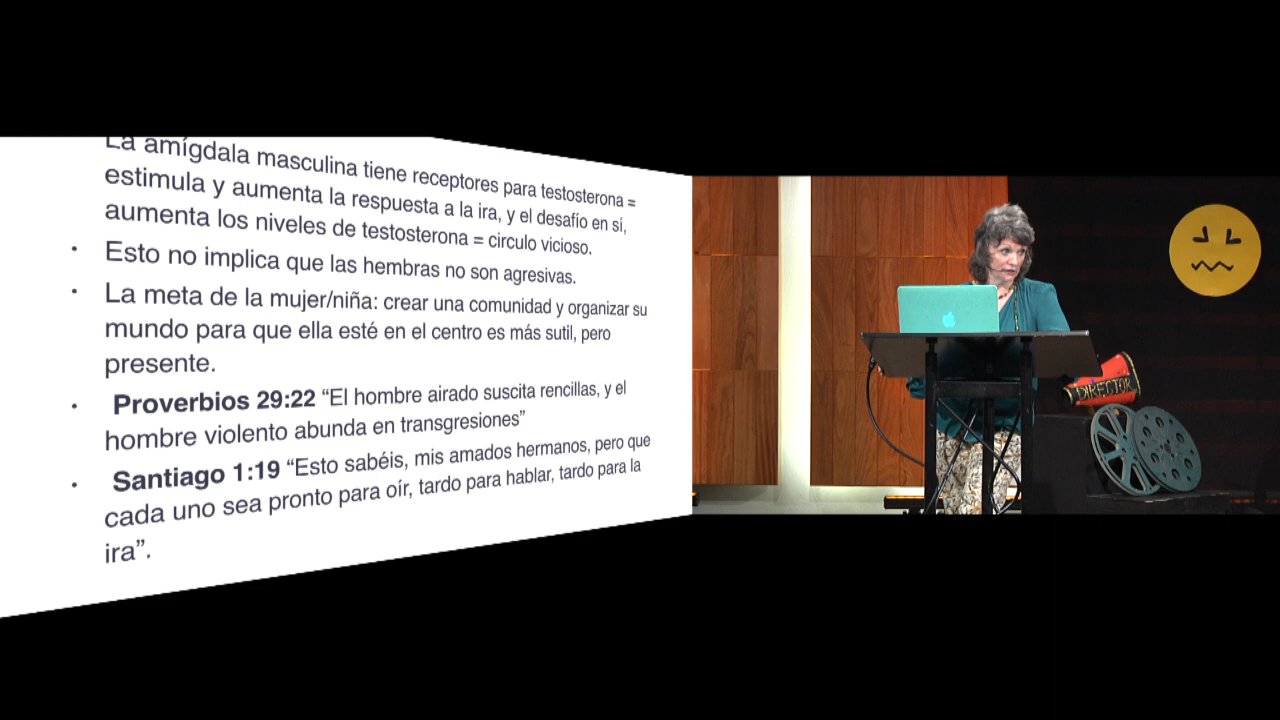 La amígdala masculina tiene receptores para testosterona =
estimula y aumenta la respuesta a la ira, y el desafío en sí,
aumenta los niveles de testosterona = circulo vicioso.
• Esto no implica que las hembras no son agresivas.
• La meta de la mujer/niña: crear una comunidad y organizar su
mundo para que ella esté en el centro es más sutil, pero
presente.
• Proverbios 29:22 “El hombre airado suscita rencillas, y el
hombre violento abunda en transgresiones”
• Santiago 1:19 “Esto sabéis, mis amados hermanos, pero que
cada uno sea pronto para oír, tardo para hablar, tardo para la
ira”.
DIRECTOR